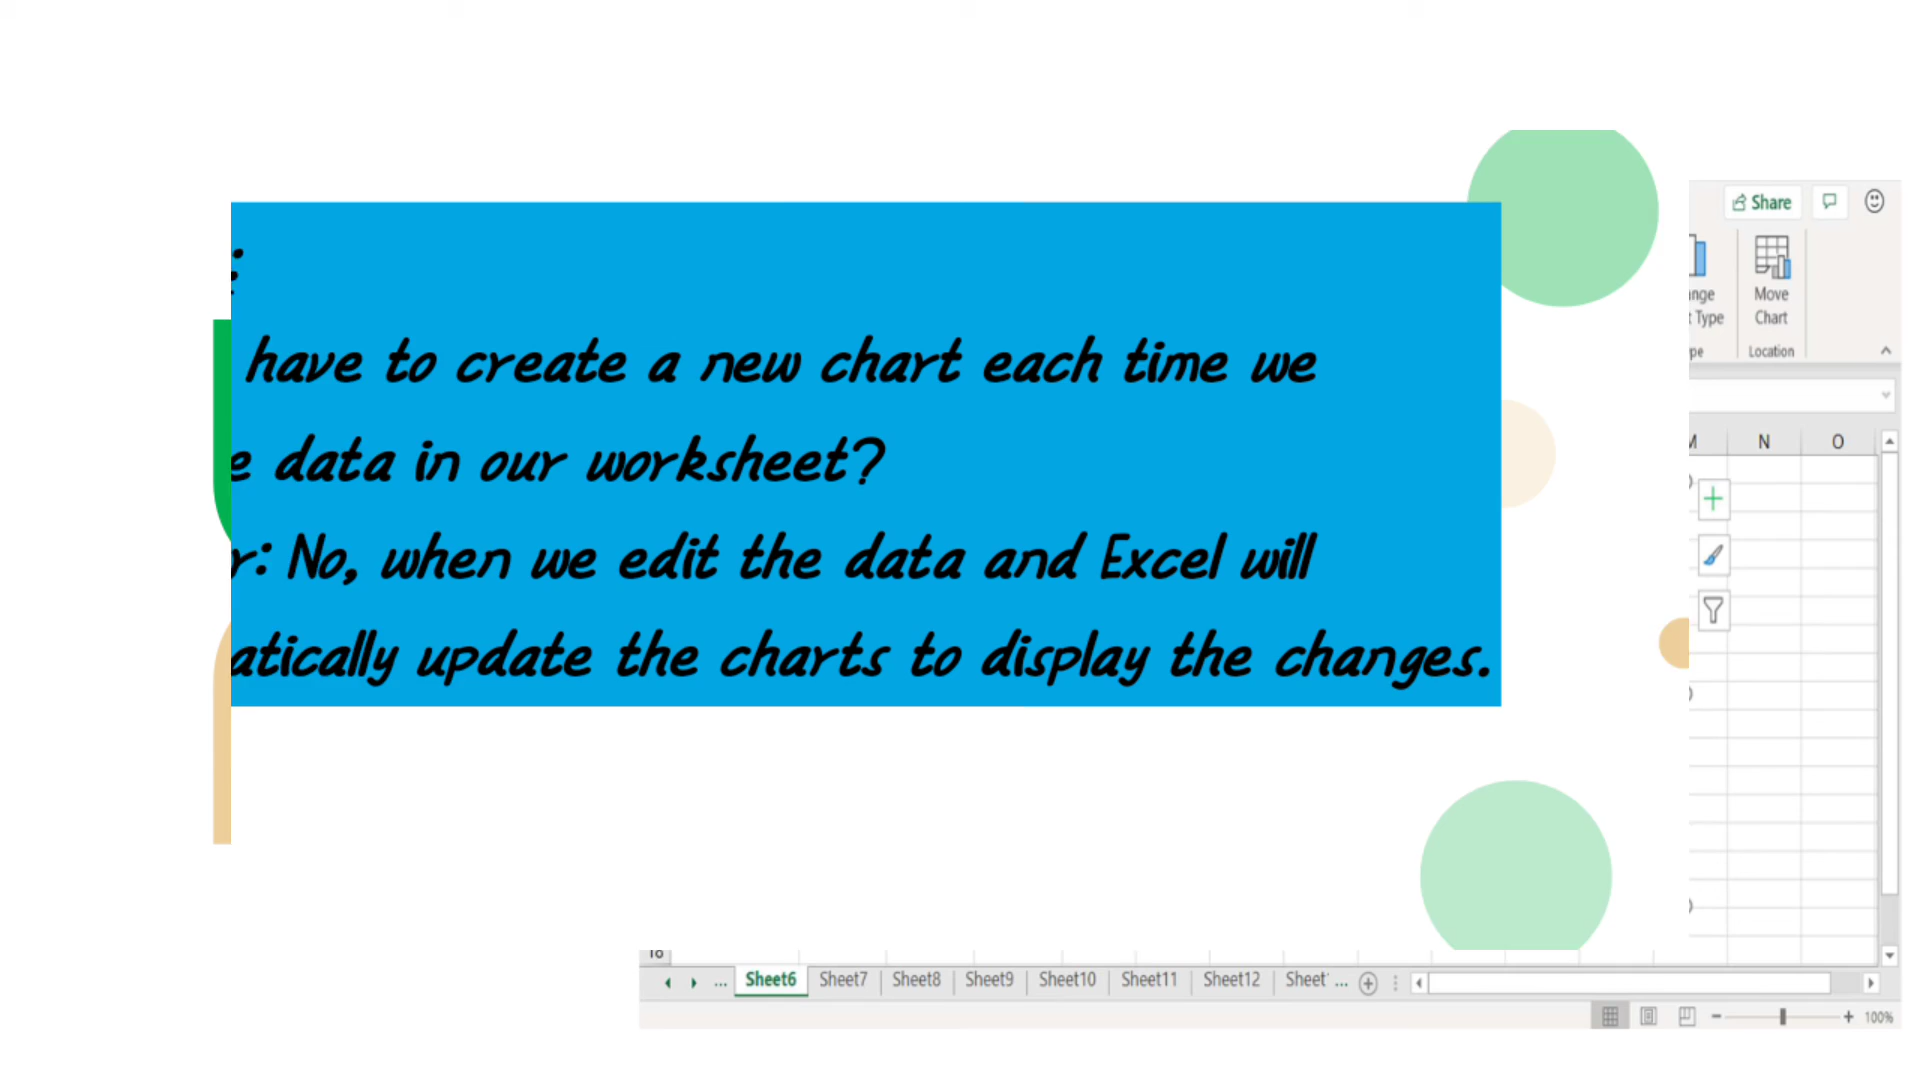 :
have to create a new chart each time we
e data in our worksheet?
r: No, when we edit the data and Excel will
atically update the charts to display the changes.
Share
nge
Type
pe
Move
Chart
Location
M N O
18
... Sheet6 Sheet7 Sheet8 Sheet9 Sheet10 Sheet11 Sheet12 Sheet ...
100%